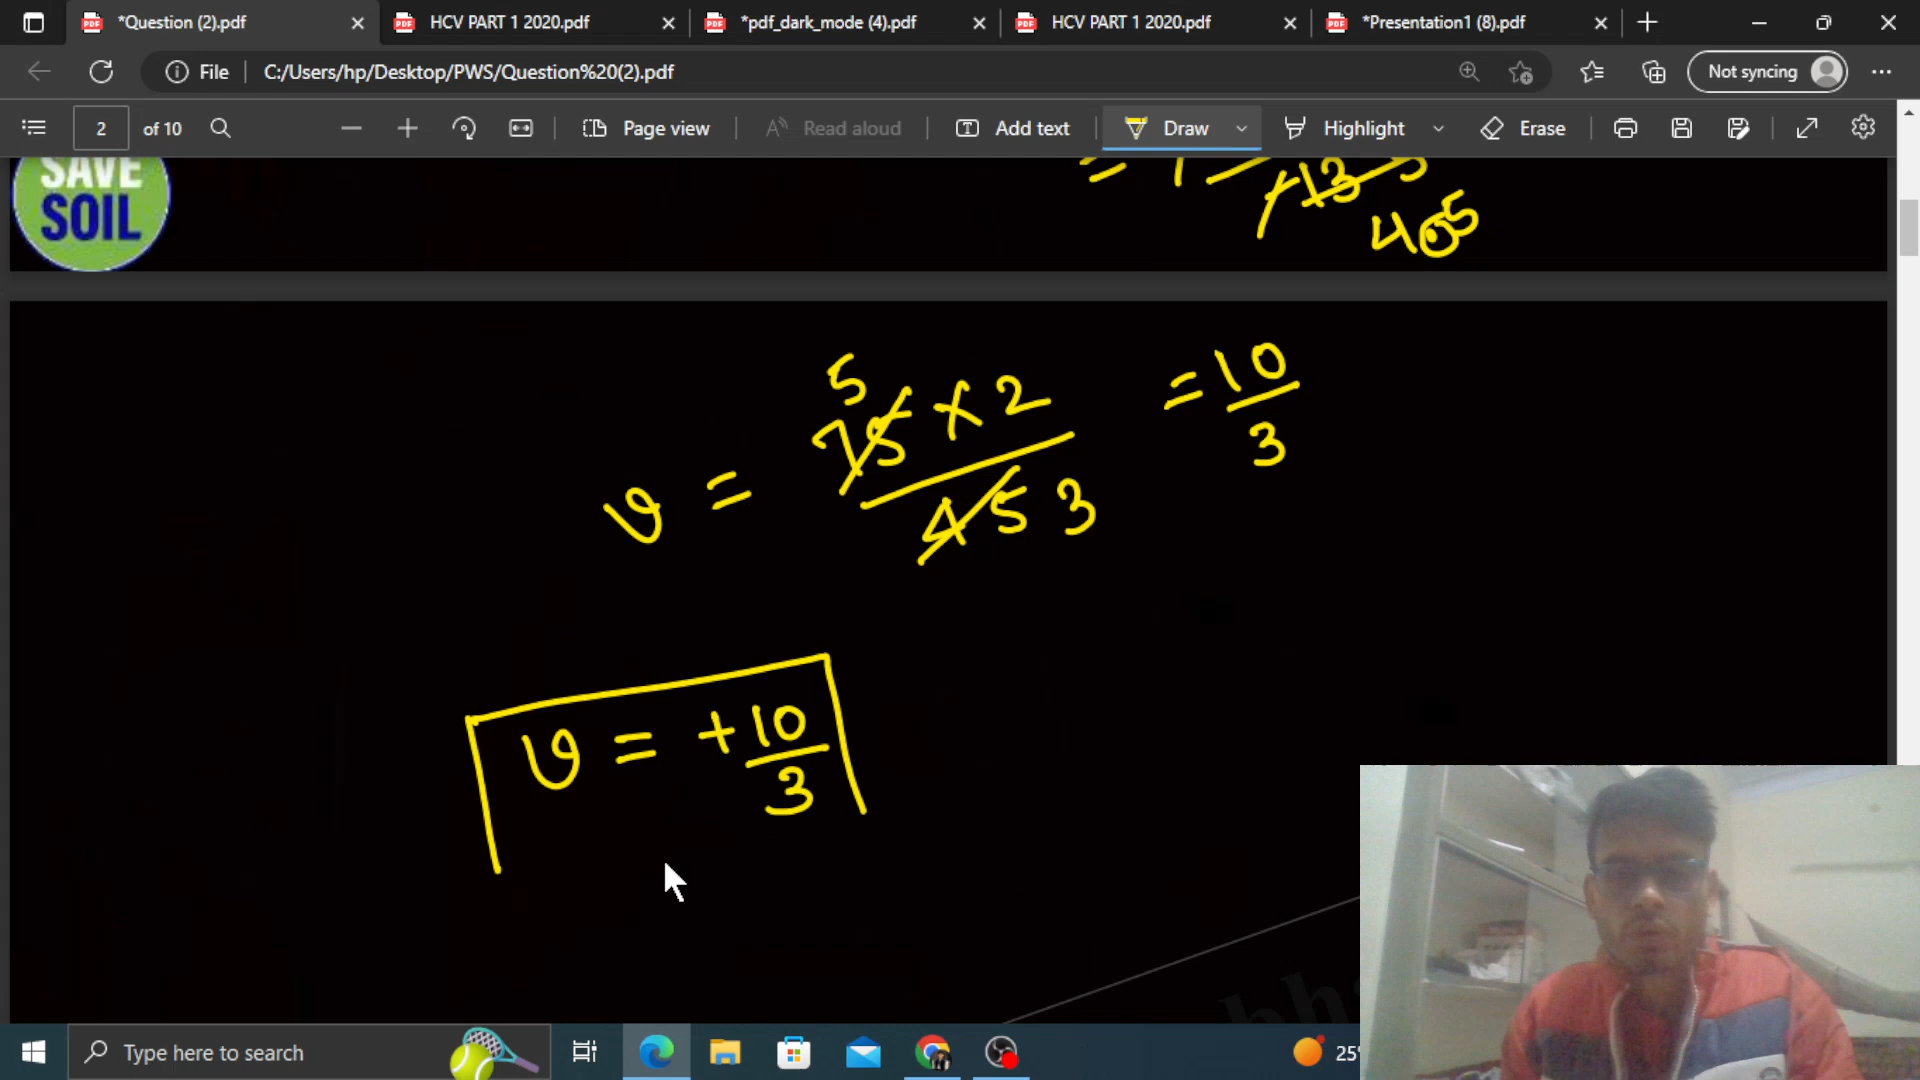 *Question (2).pdf
HCV PART 1 2020.pdf
*pdf_dark_mode (4).pdf
HCV PART 1 2020.pdf
*Presentation1 (8).pdf
File
C:/Users/hp/Desktop/PWS/Question%20(2).pdf
Not syncing
2 of 10
Page view
Read aloud
Add text
Draw
Highlight
Erase
SAVE
SOIL
405
v = 75 × 2 / 45 = 10/3
5
3
v = +10/3
Type here to search
25°